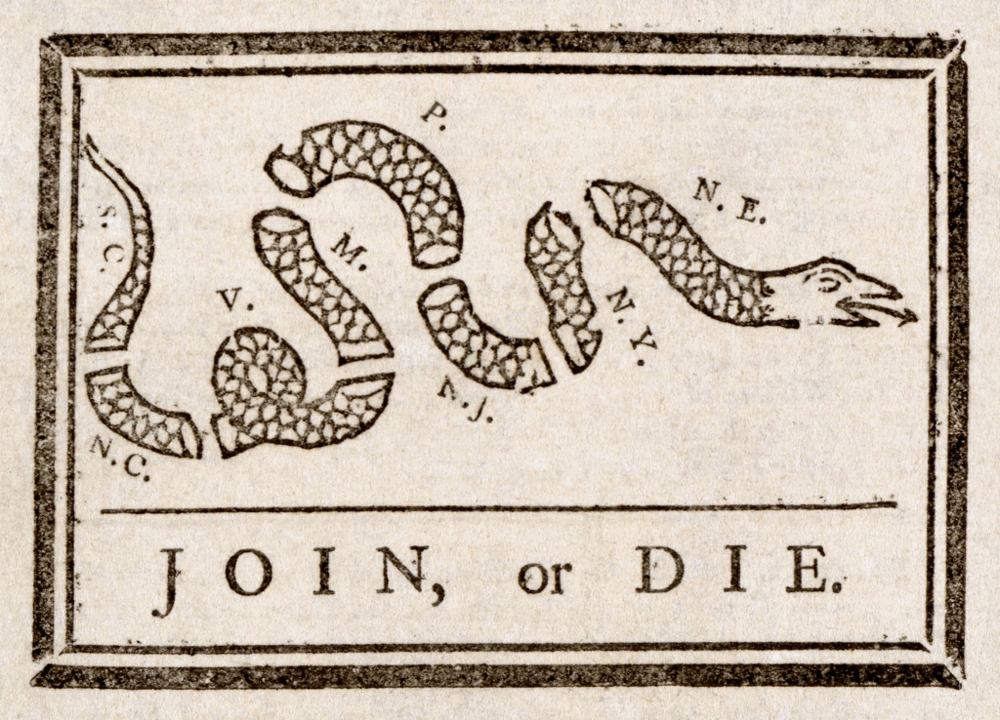 P.
N. E.
S. C.
M.
V.
N. Y.
N. J.
N. C.
JOIN, or DIE.